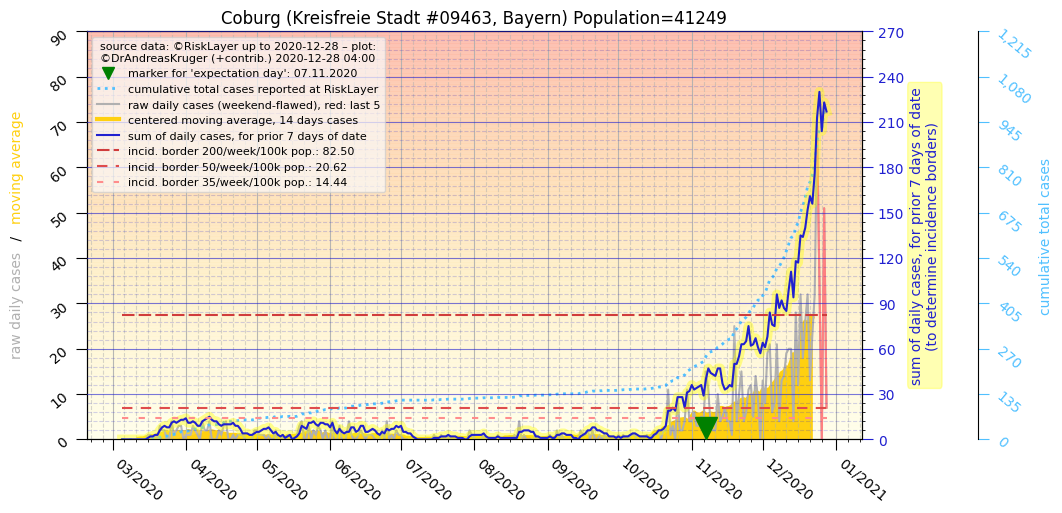 Coburg (Kreisfreie Stadt #09463, Bayern) Population=41249
source data: ©RiskLayer up to 2020-12-28 – plot:
©DrAndreasKruger (+contrib.) 2020-12-28 04:00
marker for 'expectation day': 07.11.2020
cumulative total cases reported at RiskLayer
raw daily cases (weekend-flawed), red: last 5
centered moving average, 14 days cases
sum of daily cases, for prior 7 days of date
incid. border 200/week/100k pop.: 82.50
incid. border 50/week/100k pop.: 20.62
incid. border 35/week/100k pop.: 14.44
raw daily cases / moving average
90
80
70
60
50
40
30
20
10
0
03/2020
04/2020
05/2020
06/2020
07/2020
08/2020
09/2020
10/2020
11/2020
12/2020
01/2021
270
240
210
180
150
120
90
60
30
0
sum of daily cases, for prior 7 days of date
(to determine incidence borders)
1,215
1,080
945
810
675
540
405
270
135
0
cumulative total cases